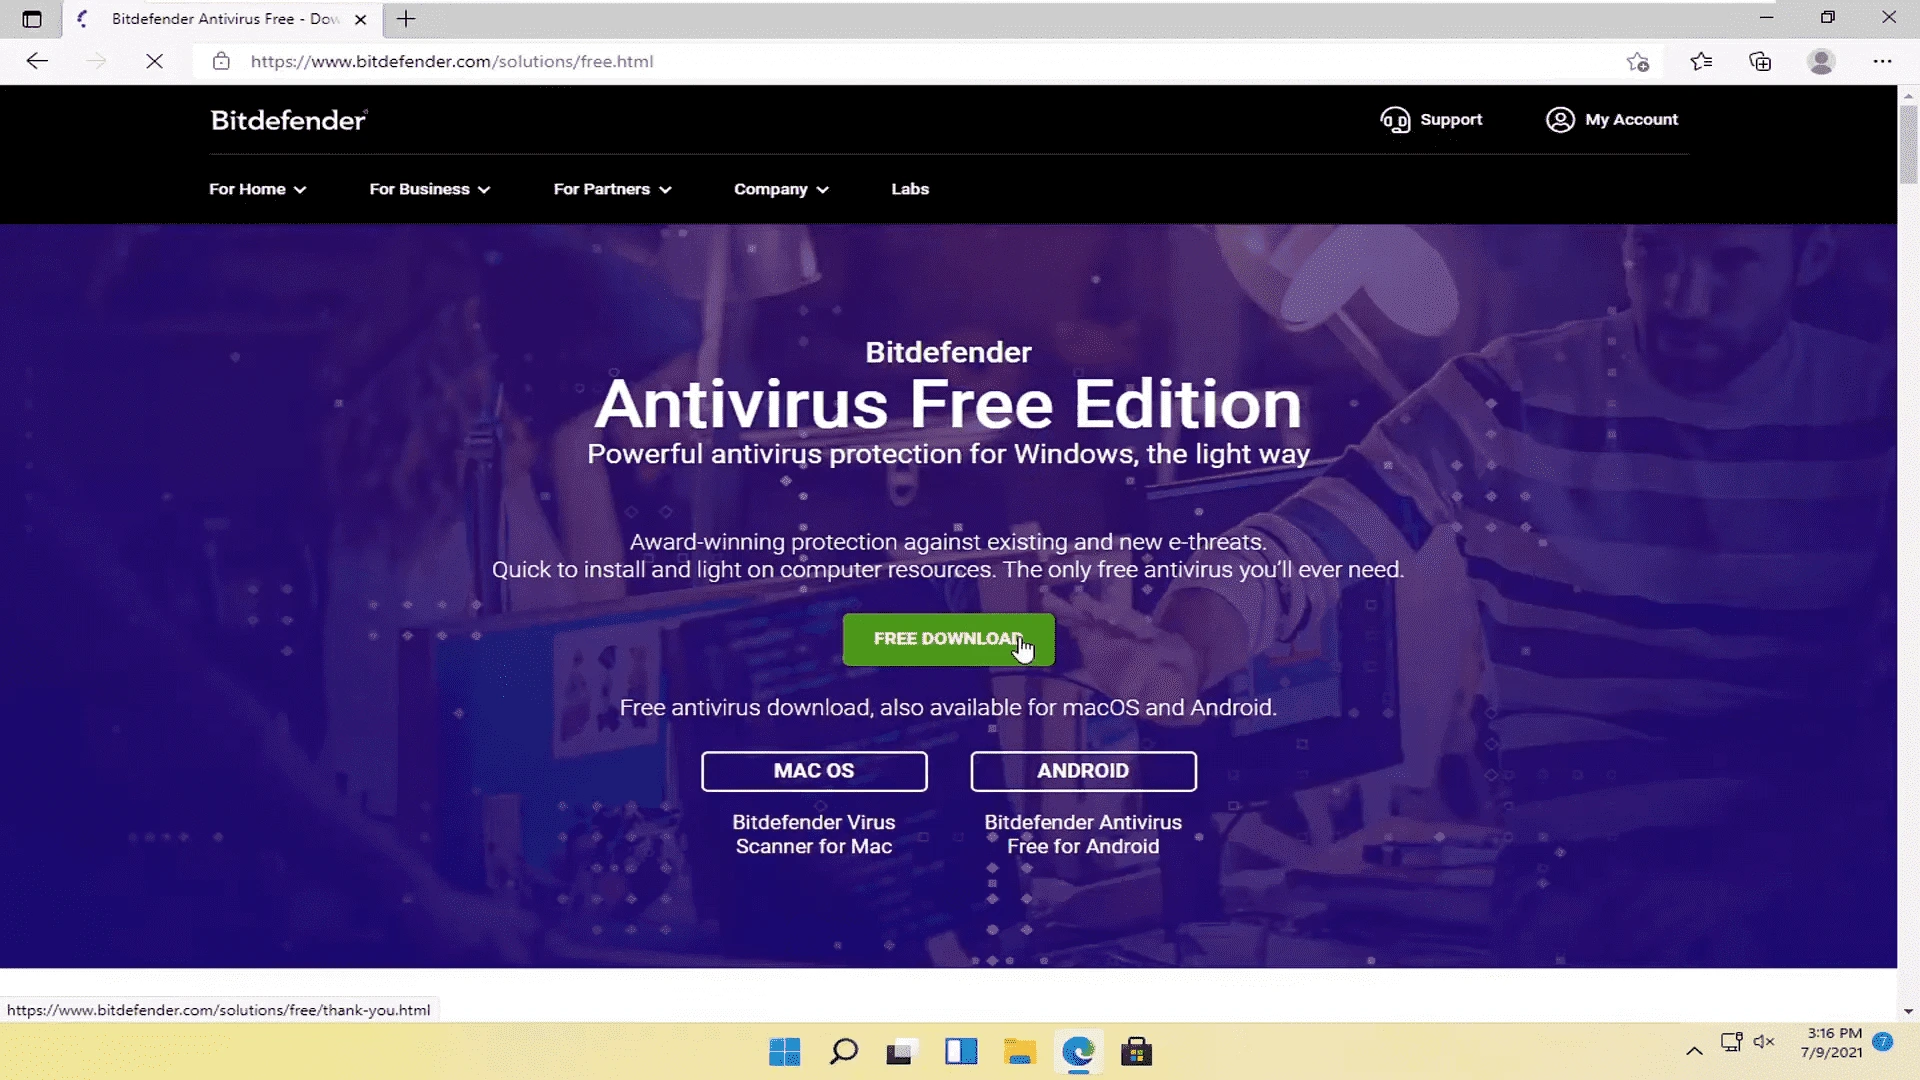 Bitdefender Antivirus Free - Dow
https://www.bitdefender.com/solutions/free.html
Bitdefender
Support
My Account
For Home
For Business
For Partners
Company
Labs
Bitdefender
Antivirus Free Edition
Powerful antivirus protection for Windows, the light way
Award-winning protection against existing and new e-threats.
Quick to install and light on computer resources. The only free antivirus you’ll ever need.
FREE DOWNLOAD
Free antivirus download, also available for macOS and Android.
MAC OS
ANDROID
Bitdefender Virus
Scanner for Mac
Bitdefender Antivirus
Free for Android
https://www.bitdefender.com/solutions/free/thank-you.html
3:16 PM
7/9/2021
7